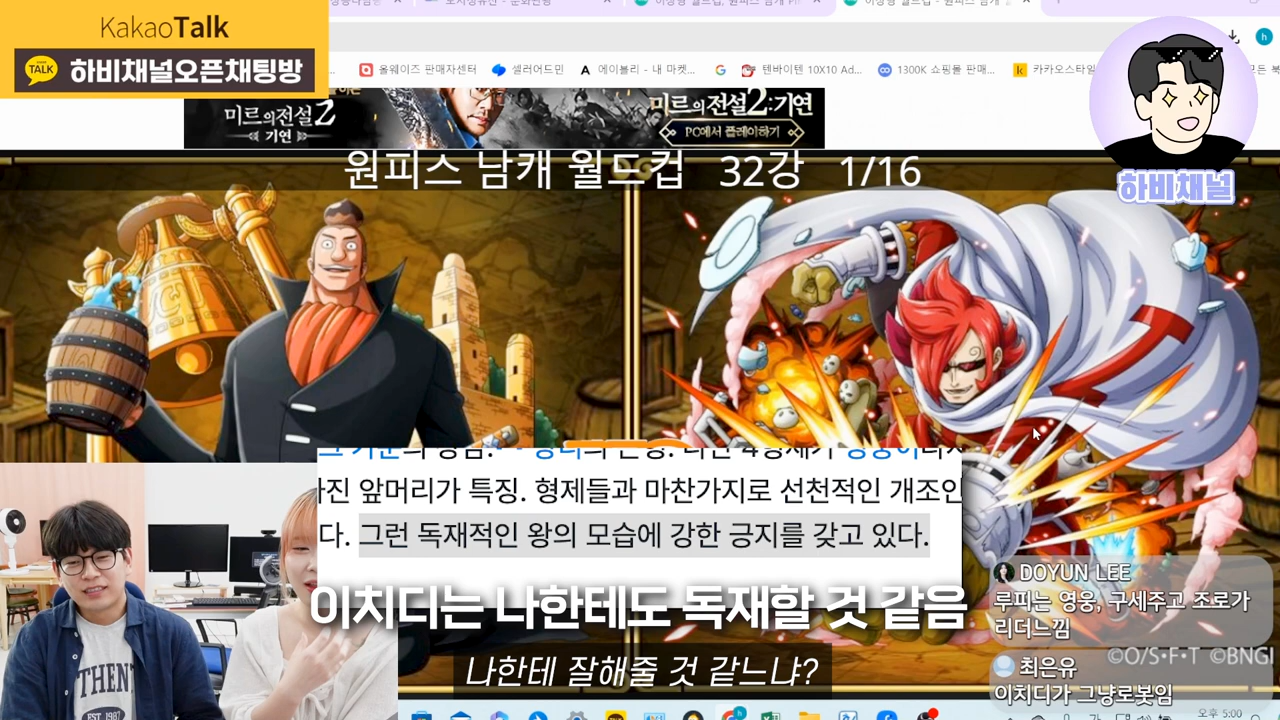 KakaoTalk
TALK 하비채널오픈채팅방
올웨이즈 판매자센터
셀러어드민
에이블리 - 내 마켓...
텐바이텐 10X10 Ad...
1300K 쇼핑몰 판매...
카카오스타일
미르의전설2
기연
미르의전설2:기연
PC에서 플레이하기
하비채널
원피스 남캐 월드컵 32강 1/16
진 앞머리가 특징. 형제들과 마찬가지로 선천적인 개조인
다. 그런 독재적인 왕의 모습에 강한 긍지를 갖고 있다.
이치디는 나한테도 독재할 것 같음
나한테 잘해줄 것 같느냐?
DOYUN LEE
루피는 영웅, 구세주고 조로가
리더느낌
최은유
이치디가 그냥로봇임
©O/S•F•T ©BNGI
THENT
EST. 1987
오후 5:00